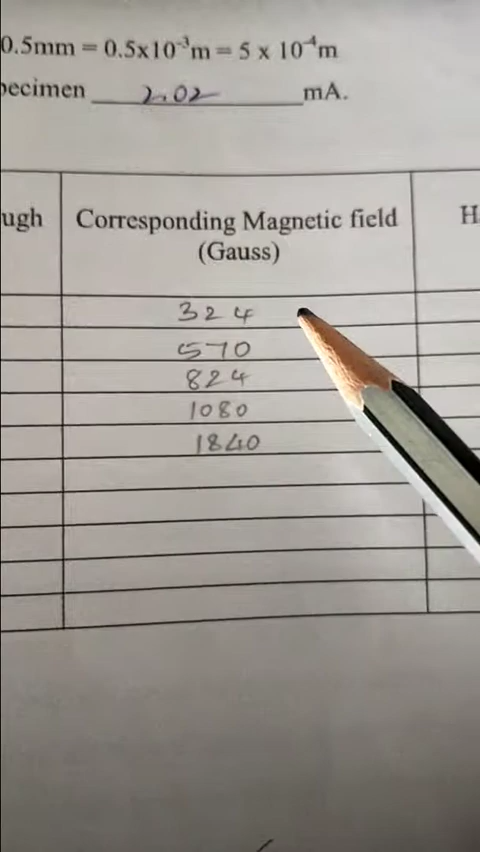 0.5mm = 0.5x10⁻³m = 5 x 10⁻⁴m
pecimen 2.02 mA.
ugh
Corresponding Magnetic field
(Gauss)
H
324
570
824
1080
1840